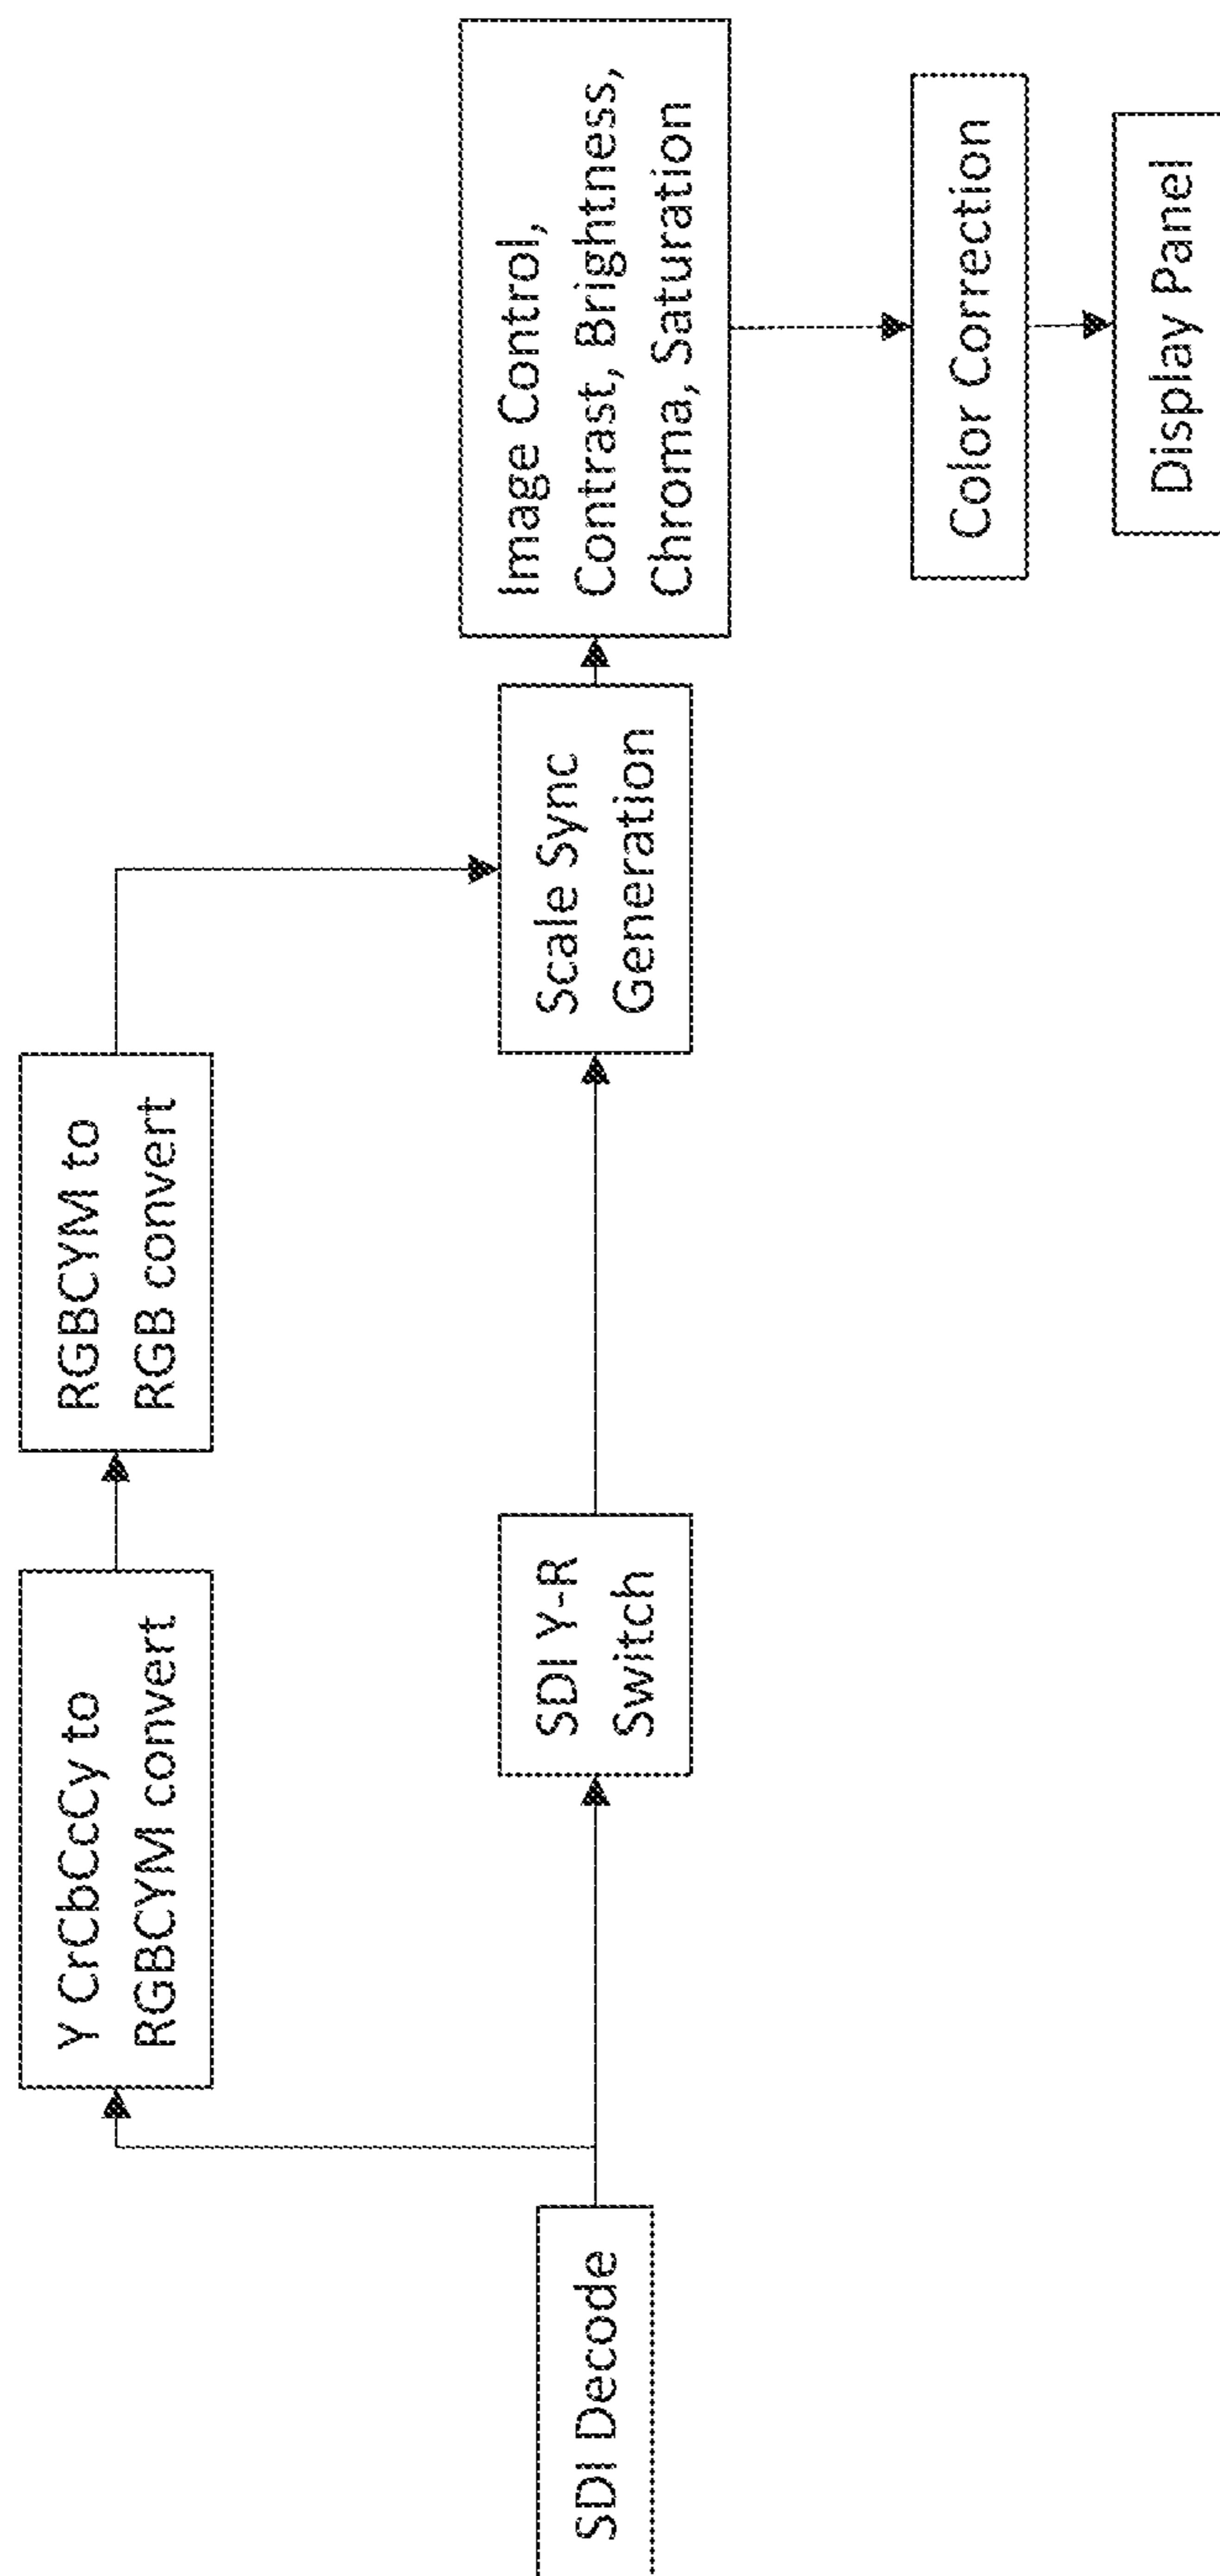 SDI Decode
Y CrCbCcCy to
RGBCYM convert
RGBCYM to
RGB convert
SDI Y-R
Switch
Scale Sync
Generation
Image Control,
Contrast, Brightness,
Chroma, Saturation
Color Correction
Display Panel